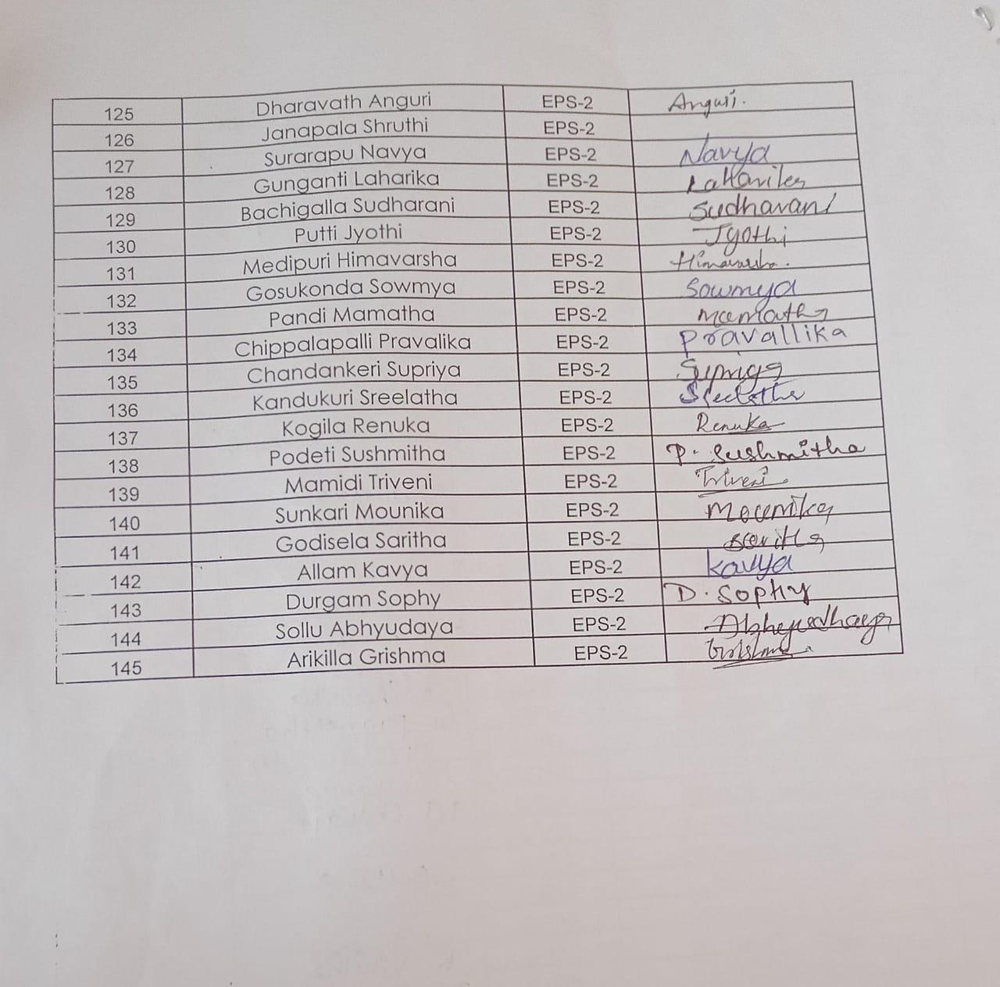 125 Dharavath Anguri EPS-2 Anguri.
126 Janapala Shruthi EPS-2
127 Surarapu Navya EPS-2 Navya
128 Gunganti Laharika EPS-2 Laharika
129 Bachigalla Sudharani EPS-2 Sudharani
130 Putti Jyothi EPS-2 Jyothi
131 Medipuri Himavarsha EPS-2 Himavarsha.
132 Gosukonda Sowmya EPS-2 Sowmya
133 Pandi Mamatha EPS-2 Mamatha
134 Chippalapalli Pravalika EPS-2 Pravallika
135 Chandankeri Supriya EPS-2 Supriya
136 Kandukuri Sreelatha EPS-2 Sreelatha
137 Kogila Renuka EPS-2 Renuka
138 Podeti Sushmitha EPS-2 P. Sushmitha
139 Mamidi Triveni EPS-2 Triveni
140 Sunkari Mounika EPS-2 Mounika
141 Godisela Saritha EPS-2 Saritha
142 Allam Kavya EPS-2 Kavya
143 Durgam Sophy EPS-2 D. Sophy
144 Sollu Abhyudaya EPS-2
145 Arikilla Grishma EPS-2 Grishma